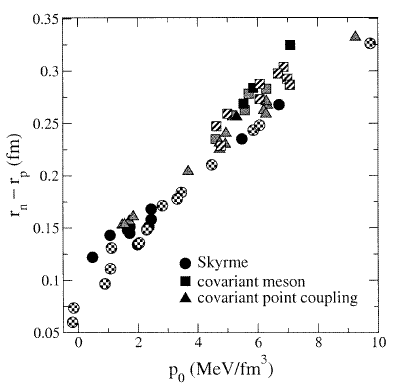 0.35
0.3
0.25
0.2
0.15
0.1
0.05
r_n − r_p (fm)
Skyrme
covariant meson
covariant point coupling
0 2 4 6 8 10
p_0 (MeV/fm^3)